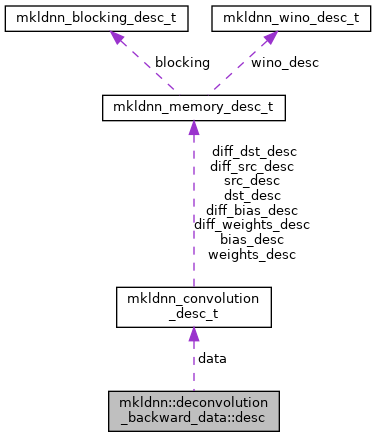 mkldnn_blocking_desc_t
mkldnn_wino_desc_t
blocking
wino_desc
mkldnn_memory_desc_t
diff_dst_desc
diff_src_desc
src_desc
dst_desc
diff_bias_desc
diff_weights_desc
bias_desc
weights_desc
mkldnn_convolution
_desc_t
data
mkldnn::deconvolution
_backward_data::desc